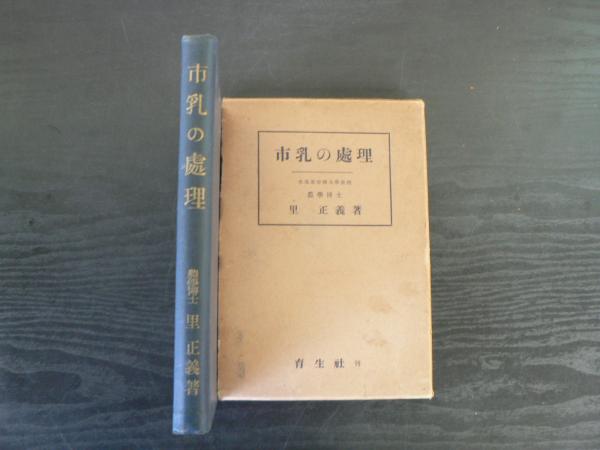 市乳の處理
農學博士 里正義著
市乳の處理
農學博士
里 正義著
育生社 刊